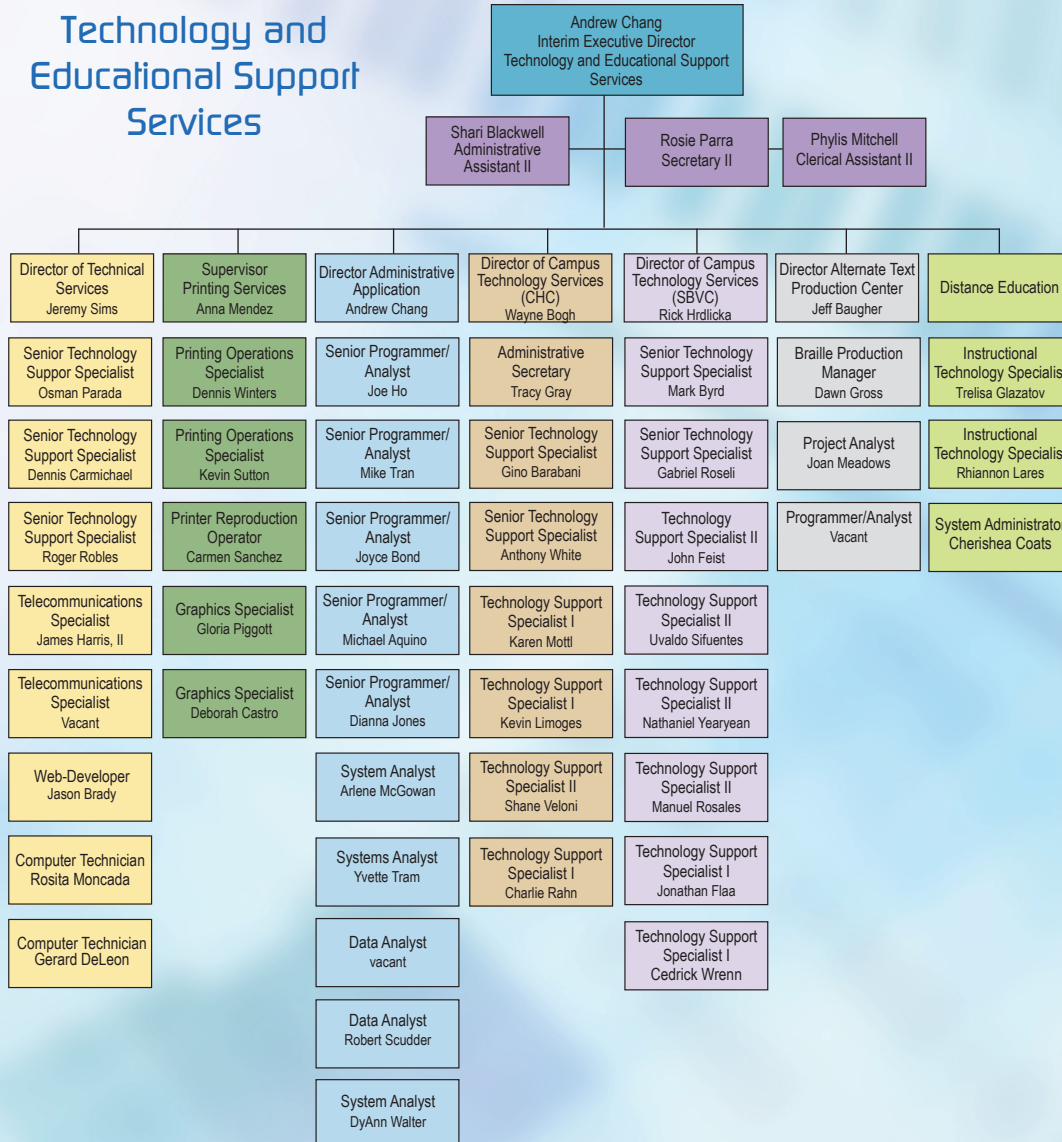 Technology and
Educational Support
Services
Andrew Chang
Interim Executive Director
Technology and Educational Support
Services
Shari Blackwell
Administrative
Assistant II
Rosie Parra
Secretary II
Phylis Mitchell
Clerical Assistant II
Director of Technical
Services
Jeremy Sims
Senior Technology
Suppor Specialist
Osman Parada
Senior Technology
Support Specialist
Dennis Carmichael
Senior Technology
Support Specialist
Roger Robles
Telecommunications
Specialist
James Harris, II
Telecommunications
Specialist
Vacant
Web-Developer
Jason Brady
Computer Technician
Rosita Moncada
Computer Technician
Gerard DeLeon
Supervisor
Printing Services
Anna Mendez
Printing Operations
Specialist
Dennis Winters
Printing Operations
Specialist
Kevin Sutton
Printer Reproduction
Operator
Carmen Sanchez
Graphics Specialist
Gloria Piggott
Graphics Specialist
Deborah Castro
Director Administrative
Application
Andrew Chang
Senior Programmer/
Analyst
Joe Ho
Senior Programmer/
Analyst
Mike Tran
Senior Programmer/
Analyst
Joyce Bond
Senior Programmer/
Analyst
Michael Aquino
Senior Programmer/
Analyst
Dianna Jones
System Analyst
Arlene McGowan
Systems Analyst
Yvette Tram
Data Analyst
vacant
Data Analyst
Robert Scudder
System Analyst
DyAnn Walter
Director of Campus
Technology Services
(CHC)
Wayne Bogh
Administrative
Secretary
Tracy Gray
Senior Technology
Support Specialist
Gino Barabani
Senior Technology
Support Specialist
Anthony White
Technology Support
Specialist I
Karen Mottl
Technology Support
Specialist I
Kevin Limoges
Technology Support
Specialist II
Shane Veloni
Technology Support
Specialist I
Charlie Rahn
Director of Campus
Technology Services
(SBVC)
Rick Hrdlicka
Senior Technology
Support Specialist
Mark Byrd
Senior Technology
Support Specialist
Gabriel Roseli
Technology
Support Specialist II
John Feist
Technology Support
Specialist II
Uvaldo Sifuentes
Technology Support
Specialist II
Nathaniel Yearyean
Technology Support
Specialist II
Manuel Rosales
Technology Support
Specialist I
Jonathan Flaa
Technology Support
Specialist I
Cedrick Wrenn
Director Alternate Text
Production Center
Jeff Baugher
Braille Production
Manager
Dawn Gross
Project Analyst
Joan Meadows
Programmer/Analyst
Vacant
Distance Education
Instructional
Technology Specialis
Trelisa Glazatov
Instructional
Technology Specialis
Rhiannon Lares
System Administrato
Cherishea Coats